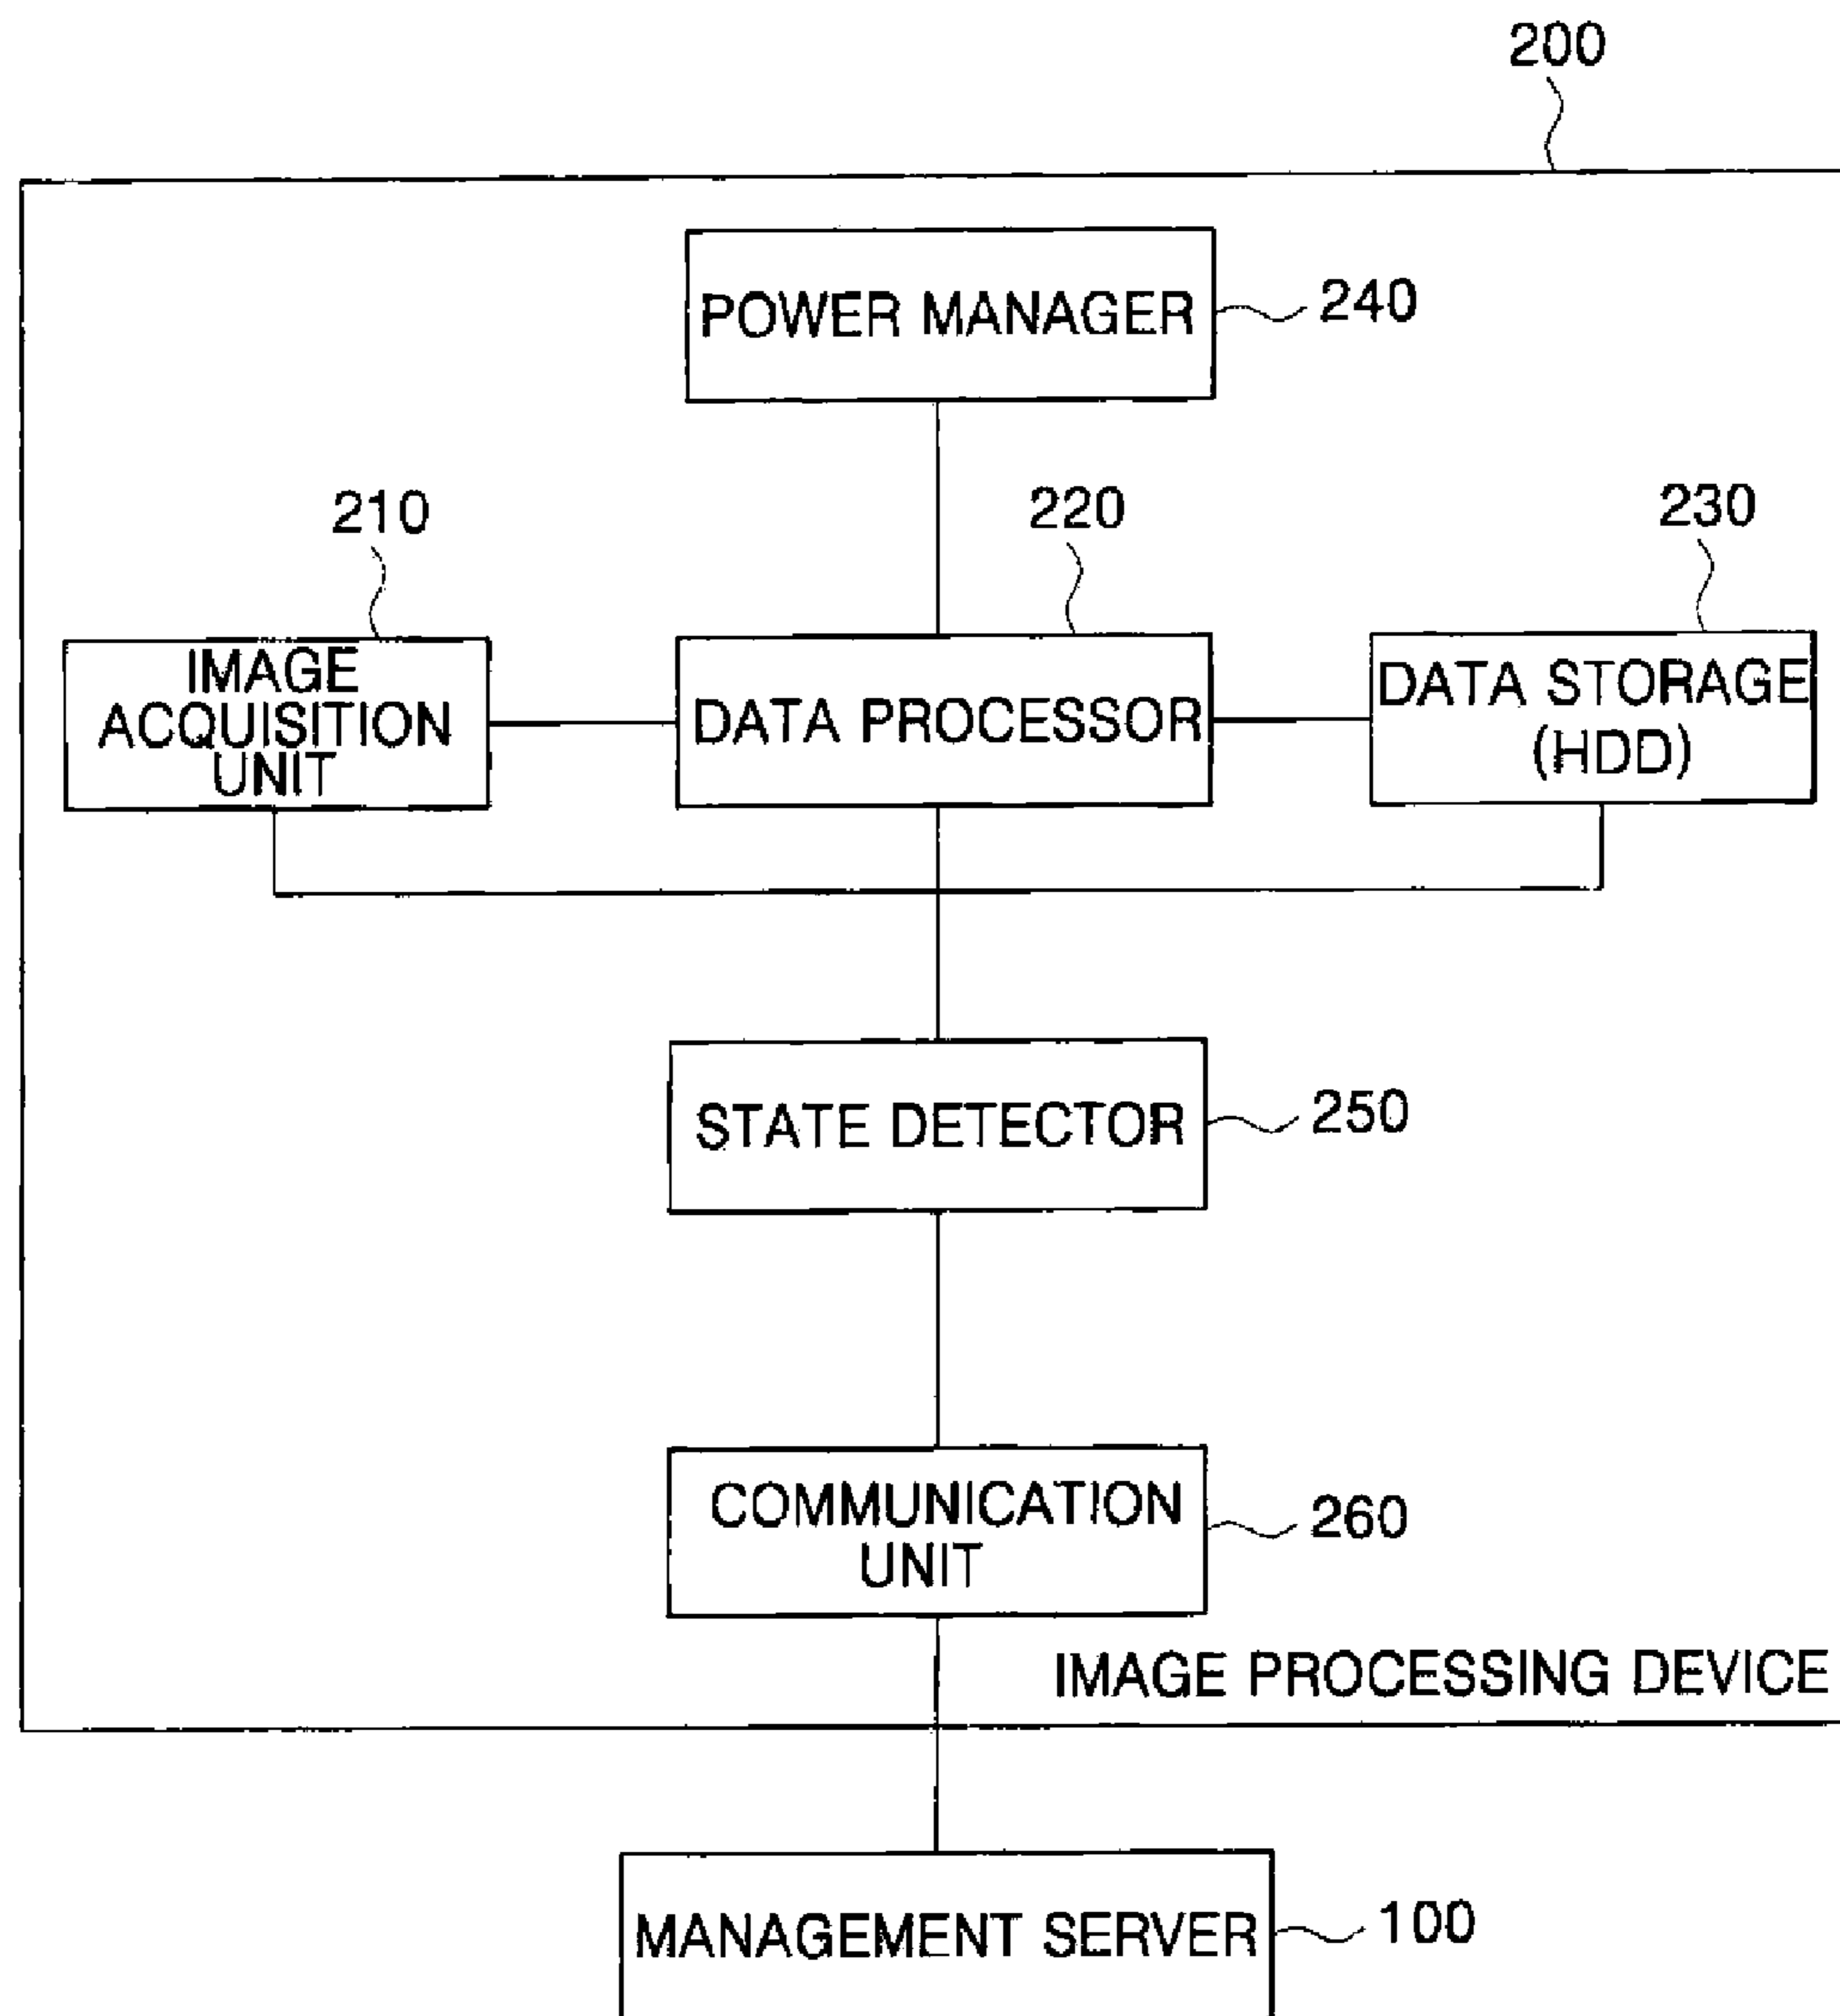 200
POWER MANAGER
240
210
220
230
IMAGE
ACQUISITION
UNIT
DATA PROCESSOR
DATA STORAGE
(HDD)
STATE DETECTOR
250
COMMUNICATION
UNIT
260
IMAGE PROCESSING DEVICE
MANAGEMENT SERVER
100